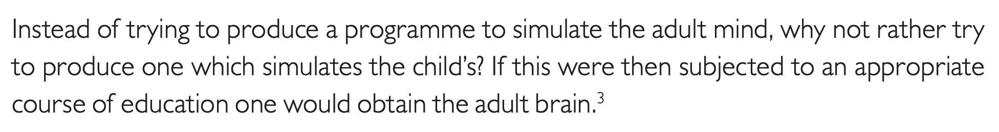 Instead of trying to produce a programme to simulate the adult mind, why not rather try
to produce one which simulates the child’s? If this were then subjected to an appropriate
course of education one would obtain the adult brain.³